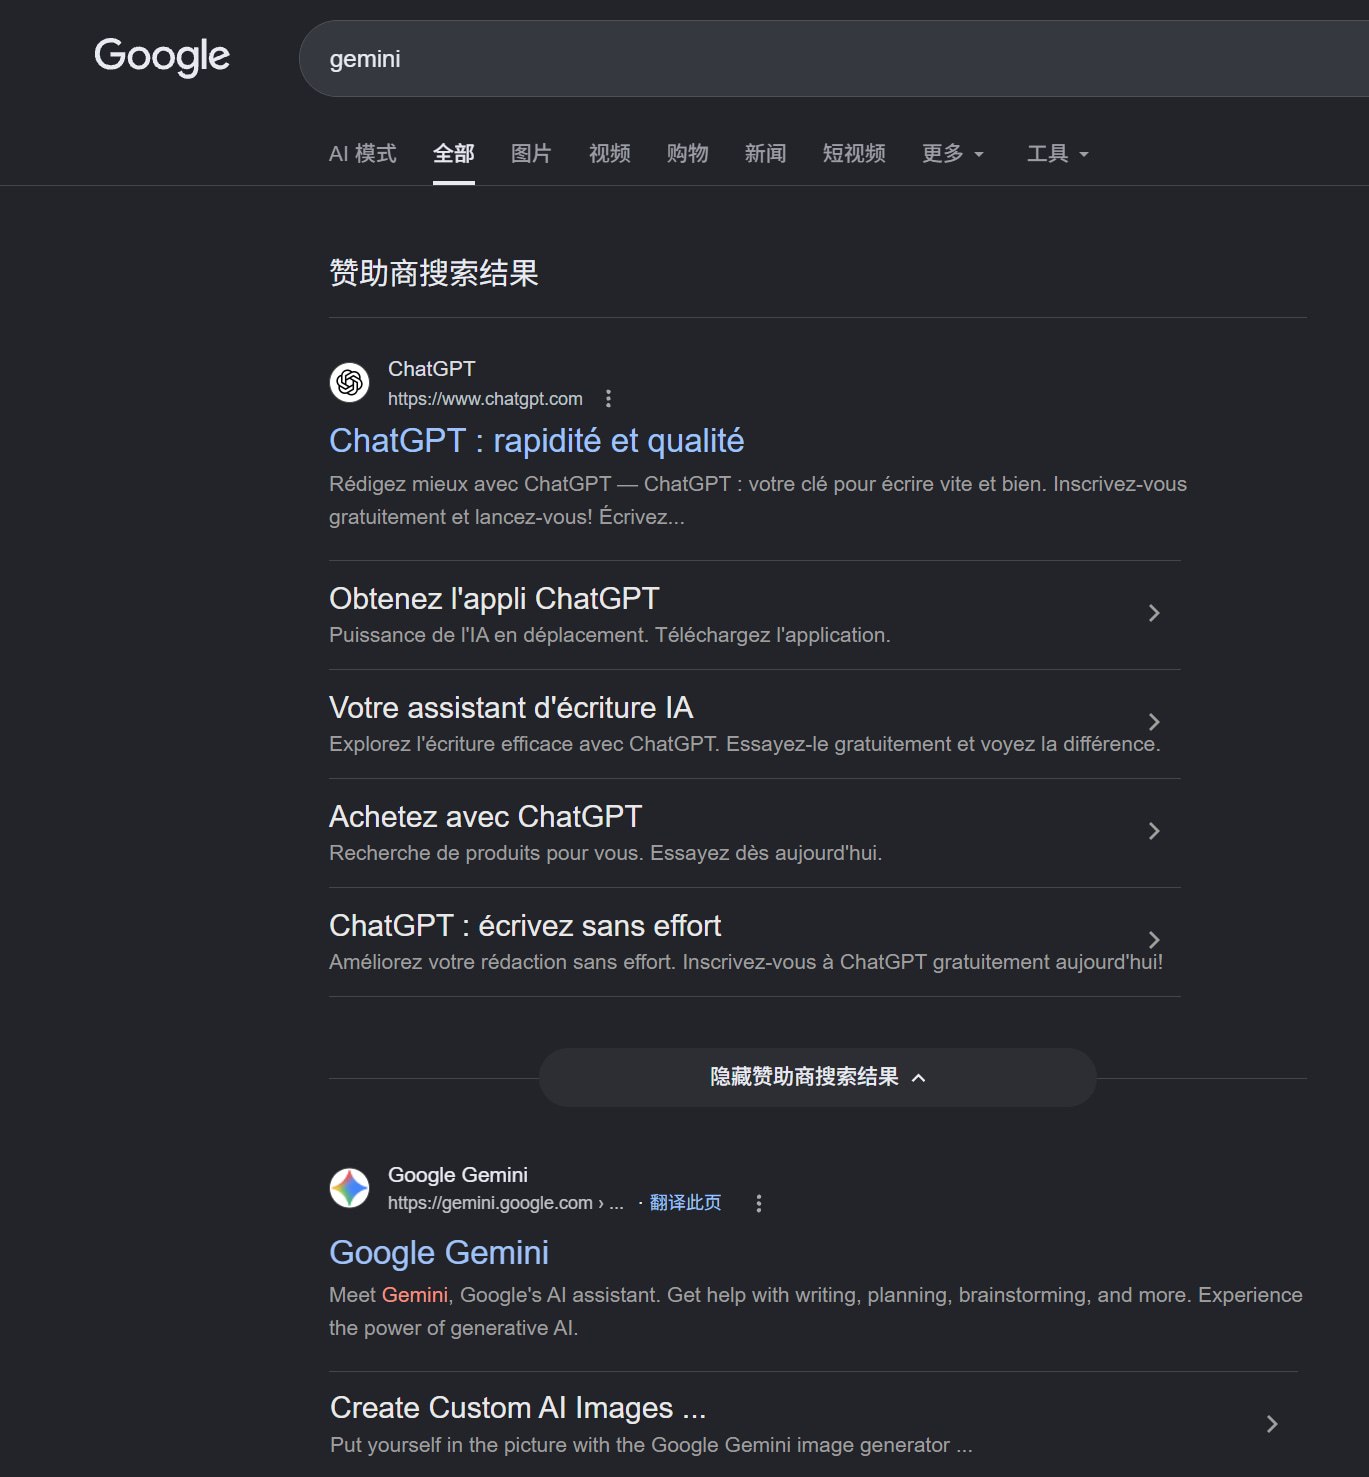 Google
gemini
AI 模式 全部 图片 视频 购物 新闻 短视频 更多 工具
赞助商搜索结果
ChatGPT
https://www.chatgpt.com
ChatGPT : rapidité et qualité
Rédigez mieux avec ChatGPT — ChatGPT : votre clé pour écrire vite et bien. Inscrivez-vous
gratuitement et lancez-vous! Écrivez...
Obtenez l'appli ChatGPT
Puissance de l'IA en déplacement. Téléchargez l'application.
Votre assistant d'écriture IA
Explorez l'écriture efficace avec ChatGPT. Essayez-le gratuitement et voyez la différence.
Achetez avec ChatGPT
Recherche de produits pour vous. Essayez dès aujourd'hui.
ChatGPT : écrivez sans effort
Améliorez votre rédaction sans effort. Inscrivez-vous à ChatGPT gratuitement aujourd'hui!
隐藏赞助商搜索结果
Google Gemini
https://gemini.google.com › ... · 翻译此页
Google Gemini
Meet Gemini, Google's AI assistant. Get help with writing, planning, brainstorming, and more. Experience
the power of generative AI.
Create Custom AI Images ...
Put yourself in the picture with the Google Gemini image generator ...